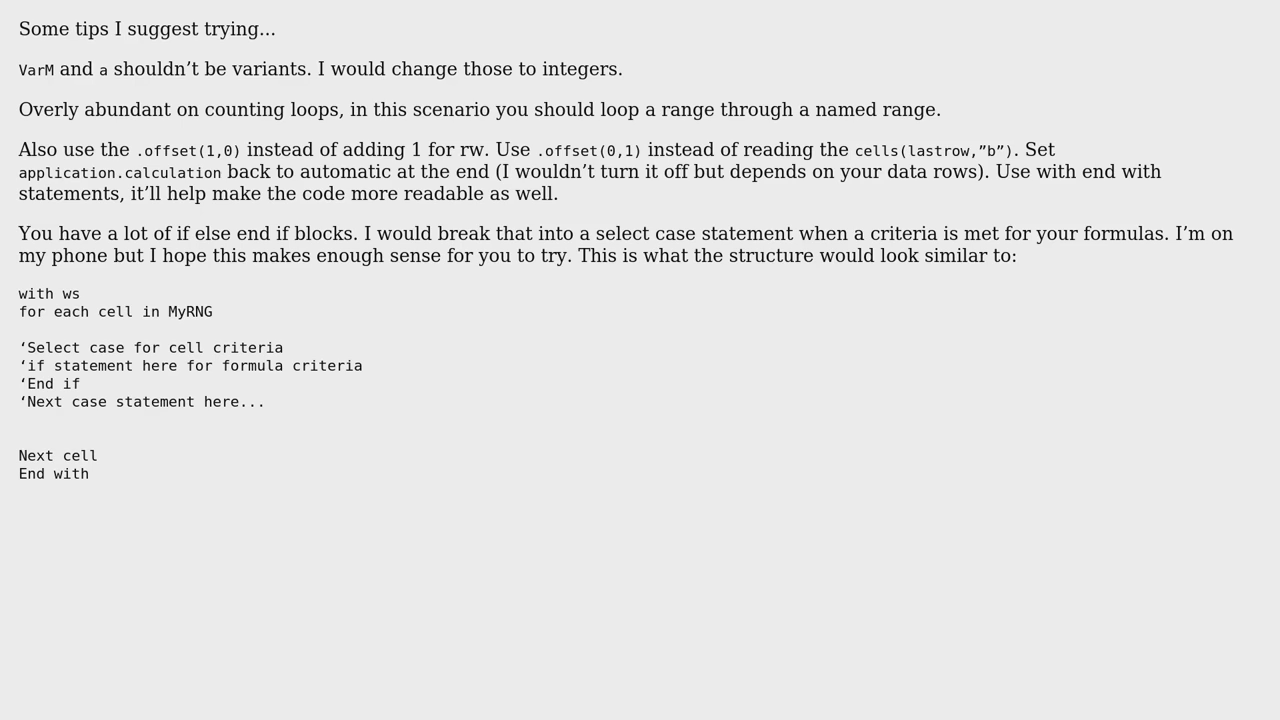 Some tips I suggest trying...
VarM and a shouldn’t be variants. I would change those to integers.
Overly abundant on counting loops, in this scenario you should loop a range through a named range.
Also use the .offset(1,0) instead of adding 1 for rw. Use .offset(0,1) instead of reading the cells(lastrow,”b”). Set
application.calculation back to automatic at the end (I wouldn’t turn it off but depends on your data rows). Use with end with
statements, it’ll help make the code more readable as well.
You have a lot of if else end if blocks. I would break that into a select case statement when a criteria is met for your formulas. I’m on
my phone but I hope this makes enough sense for you to try. This is what the structure would look similar to:
with ws
for each cell in MyRNG
‘Select case for cell criteria
‘if statement here for formula criteria
‘End if
‘Next case statement here...
Next cell
End with